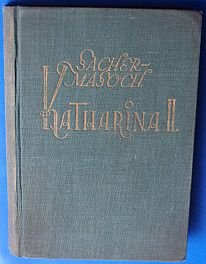 SACHER-
MASOCH
KATHARINA II.